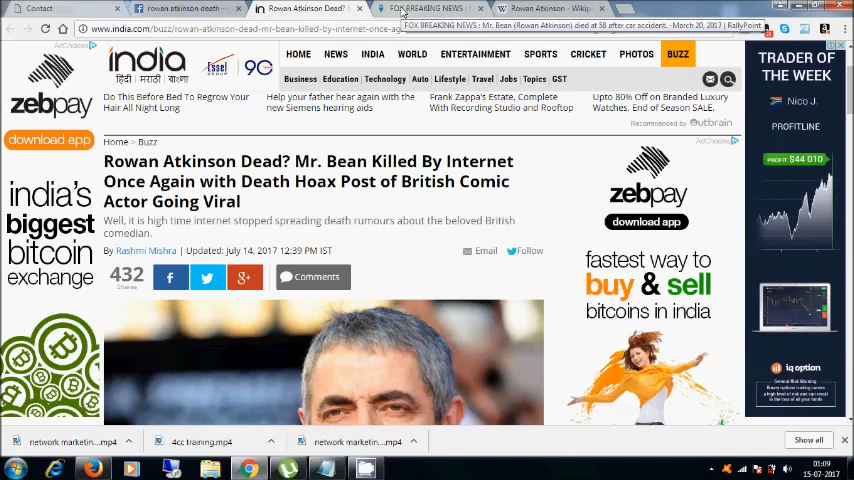 Contact
rowan atkinson death -
Rowan Atkinson Dead? M
FOX BREAKING NEWS : M
Rowan Atkinson - Wikip
www.india.com/buzz/rowan-atkinson-dead-mr-bean-killed-by-internet-once-ag
FOX BREAKING NEWS : Mr. Bean (Rowan Atkinson) died at 58 after car accident. -March 20, 2017 | RallyPoint
AdChoices
india
हिंदी मराठी বাংলা
Essel
90
HOME NEWS INDIA WORLD ENTERTAINMENT SPORTS CRICKET PHOTOS BUZZ
Business Education Technology Auto Lifestyle Travel Jobs Topics GST
Do This Before Bed To Regrow Your
Hair All Night Long
Help your father hear again with the
new Siemens hearing aids
Frank Zappa's Estate, Complete
With Recording Studio and Rooftop
Upto 80% Off on Branded Luxury
Watches. End of Season SALE.
Recommended by Outbrain
zebpay
download app
india's
biggest
bitcoin
exchange
Home - Buzz
AdChoices
Rowan Atkinson Dead? Mr. Bean Killed By Internet
Once Again with Death Hoax Post of British Comic
Actor Going Viral
Well, it is high time internet stopped spreading death rumours about the beloved British
comedian.
By Rashmi Mishra | Updated: July 14, 2017 12:39 PM IST
Email Follow
432
Shares
Comments
zebpay
download app
fastest way to
buy & sell
bitcoins in india
TRADER OF
THE WEEK
Nico J.
PROFITLINE
PROFIT $44 010
iq option
General Risk Warning
network marketin....mp4
4cc training.mp4
network marketin....mp4
Show all
01:09
15-07-2017